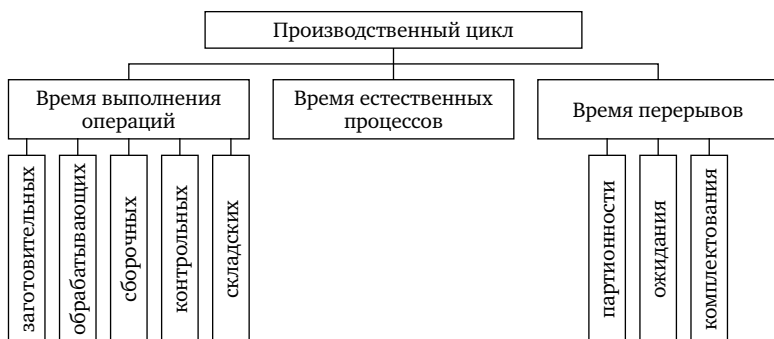 Производственный цикл
Время выполнения
операций
Время естественных
процессов
Время перерывов
заготовительных
обрабатывающих
сборочных
контрольных
складских
партионности
ожидания
комплектования